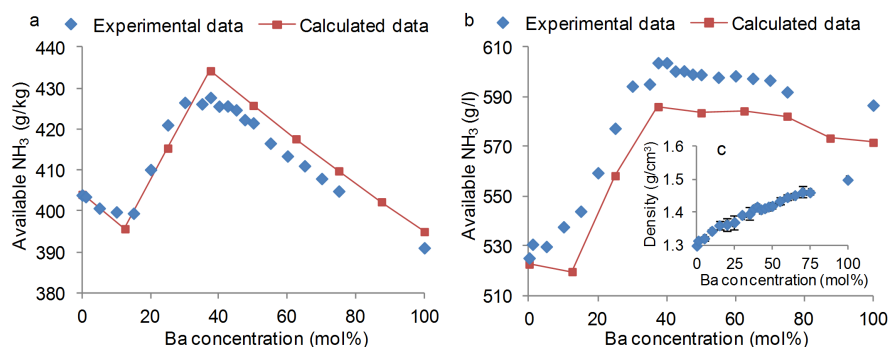 a
Experimental data
Calculated data
Available NH3 (g/kg)
440
430
420
410
400
390
380
0
20
40
60
80
100
Ba concentration (mol%)
b
Experimental data
Calculated data
Available NH3 (g/l)
610
590
570
550
530
510
0
20
40
60
80
100
Ba concentration (mol%)
c
Density (g/cm³)
1.6
1.5
1.4
1.3
0
25
50
75
100
Ba concentration (mol%)